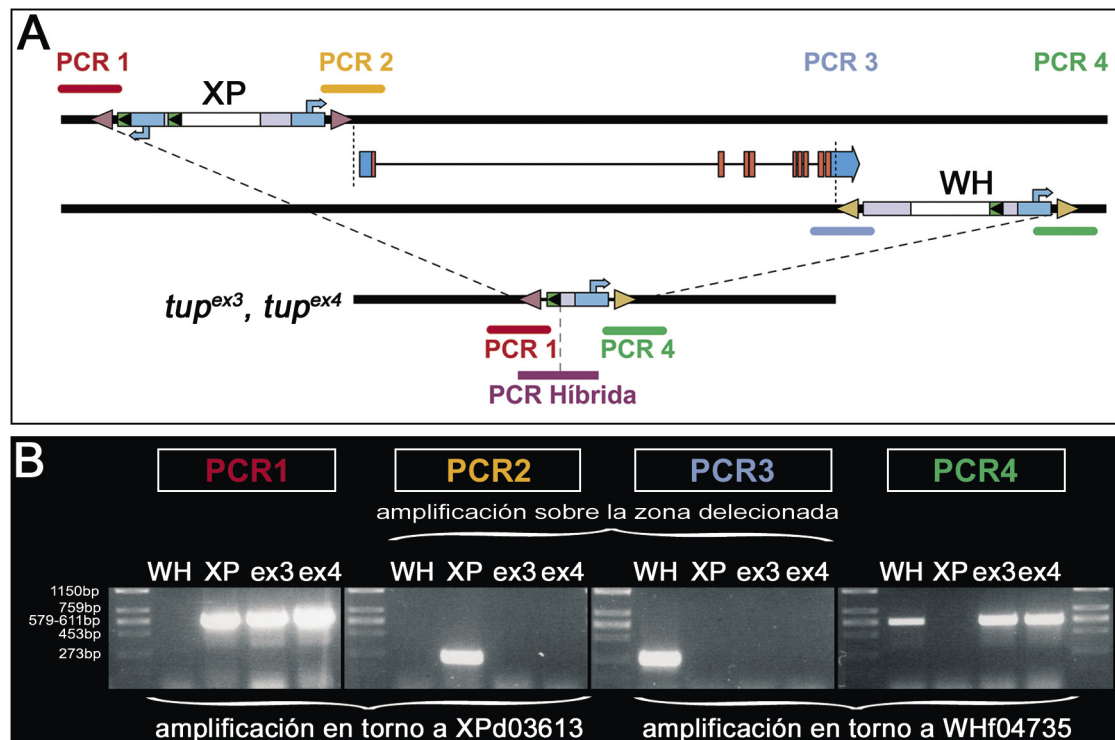 A
PCR 1
PCR 2
PCR 3
PCR 4
XP
WH
tup^ex3, tup^ex4
PCR 1
PCR 4
PCR Híbrida
B
PCR1
PCR2
PCR3
PCR4
amplificación sobre la zona delecionada
WH XP ex3 ex4
WH XP ex3 ex4
WH XP ex3 ex4
WH XP ex3 ex4
1150bp
759bp
579-611bp
453bp
273bp
amplificación en torno a XPd03613
amplificación en torno a WHf04735